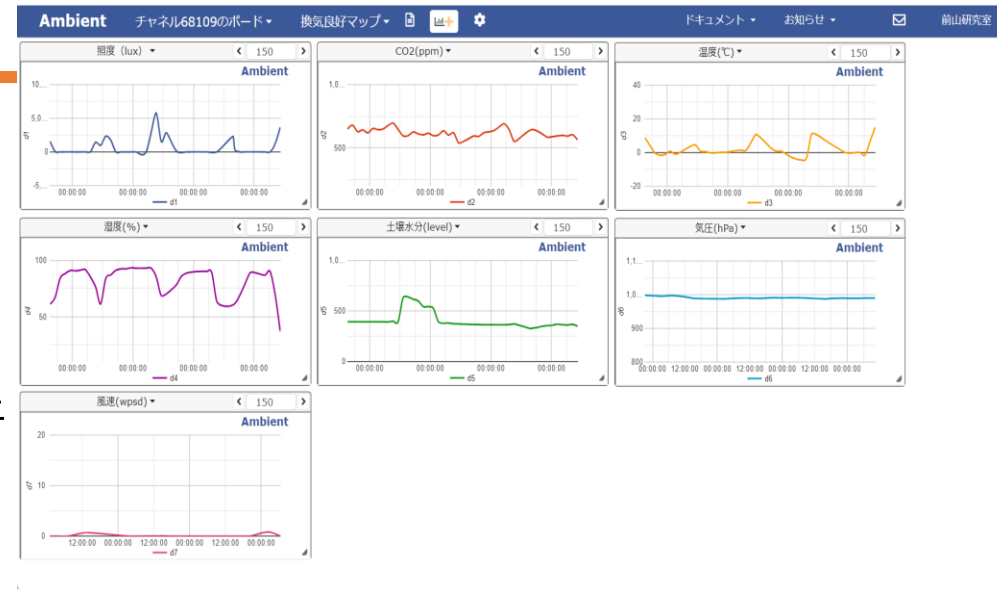 Ambient チャネル68109のボード 換気良好マップ ドキュメント お知らせ 前山研究室
照度 (lux) 150
Ambient
10,...
5,0...
0
-5,...
d1
00:00:00 00:00:00 00:00:00 00:00:00
d1
CO2(ppm) 150
Ambient
1,0...
500
d2
00:00:00 00:00:00 00:00:00 00:00:00
d2
温度(℃) 150
Ambient
40
20
0
-20
d3
00:00:00 00:00:00 00:00:00 00:00:00
d3
湿度(%) 150
Ambient
100
50
d4
00:00:00 00:00:00 00:00:00 00:00:00
d4
土壌水分(level) 150
Ambient
1,0...
500
0
d5
00:00:00 00:00:00 00:00:00 00:00:00
d5
気圧(hPa) 150
Ambient
1,1...
1,0...
900
800
d6
00:00:00 12:00:00 00:00:00 12:00:00 00:00:00 12:00:00 00:00:00
d6
風速(wpsd) 150
Ambient
20
10
0
d7
12:00:00 00:00:00 12:00:00 00:00:00 12:00:00 00:00:00
d7